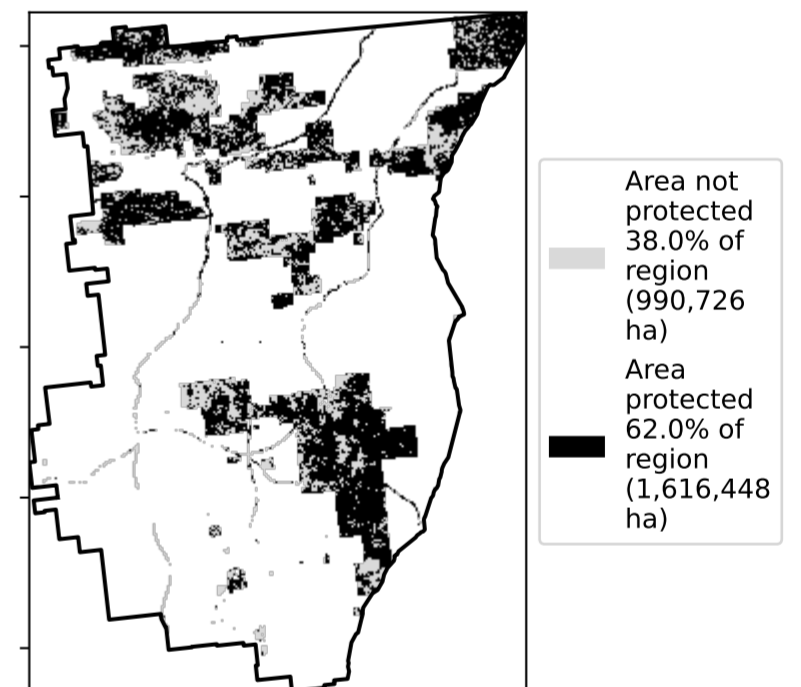 Area not
protected
38.0% of
region
(990,726
ha)
Area
protected
62.0% of
region
(1,616,448
ha)